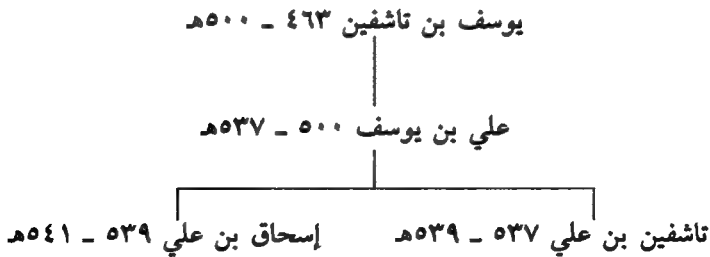 يوسف بن تاشفين ٤٦٣ ـ ٥٠٠هـ
علي بن يوسف ٥٠٠ ـ ٥٣٧هـ
تاشفين بن علي ٥٣٧ ـ ٥٣٩هـ
إسحاق بن علي ٥٣٩ ـ ٥٤١هـ